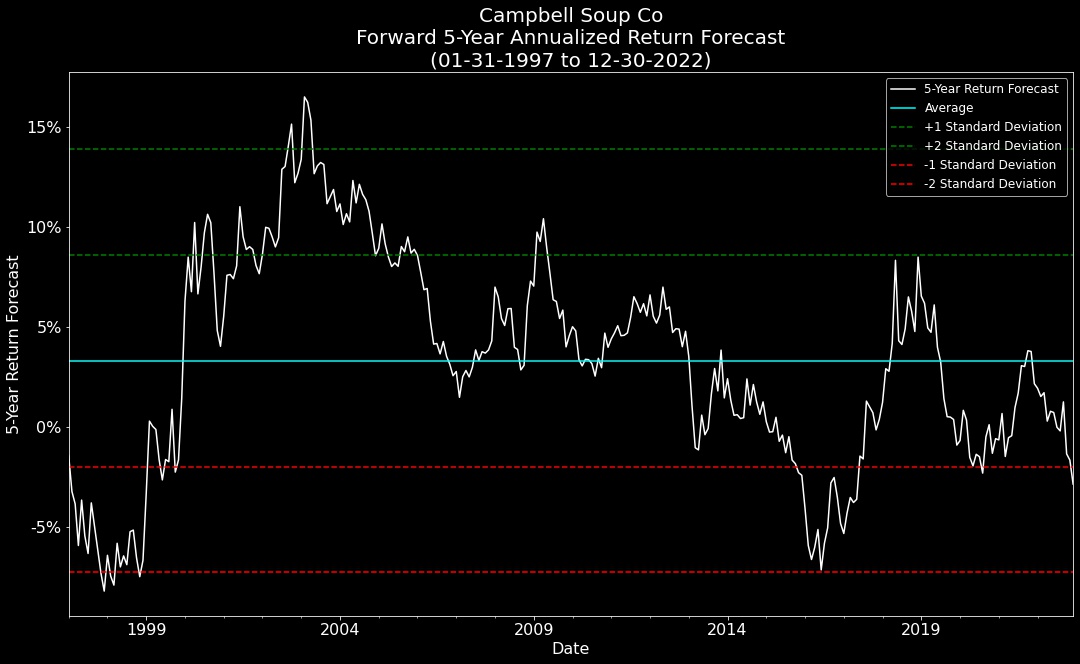 Campbell Soup Co
Forward 5-Year Annualized Return Forecast
(01-31-1997 to 12-30-2022)
5-Year Return Forecast
Average
+1 Standard Deviation
+2 Standard Deviation
-1 Standard Deviation
-2 Standard Deviation
5-Year Return Forecast
15%
10%
5%
0%
-5%
1999
2004
2009
2014
2019
Date